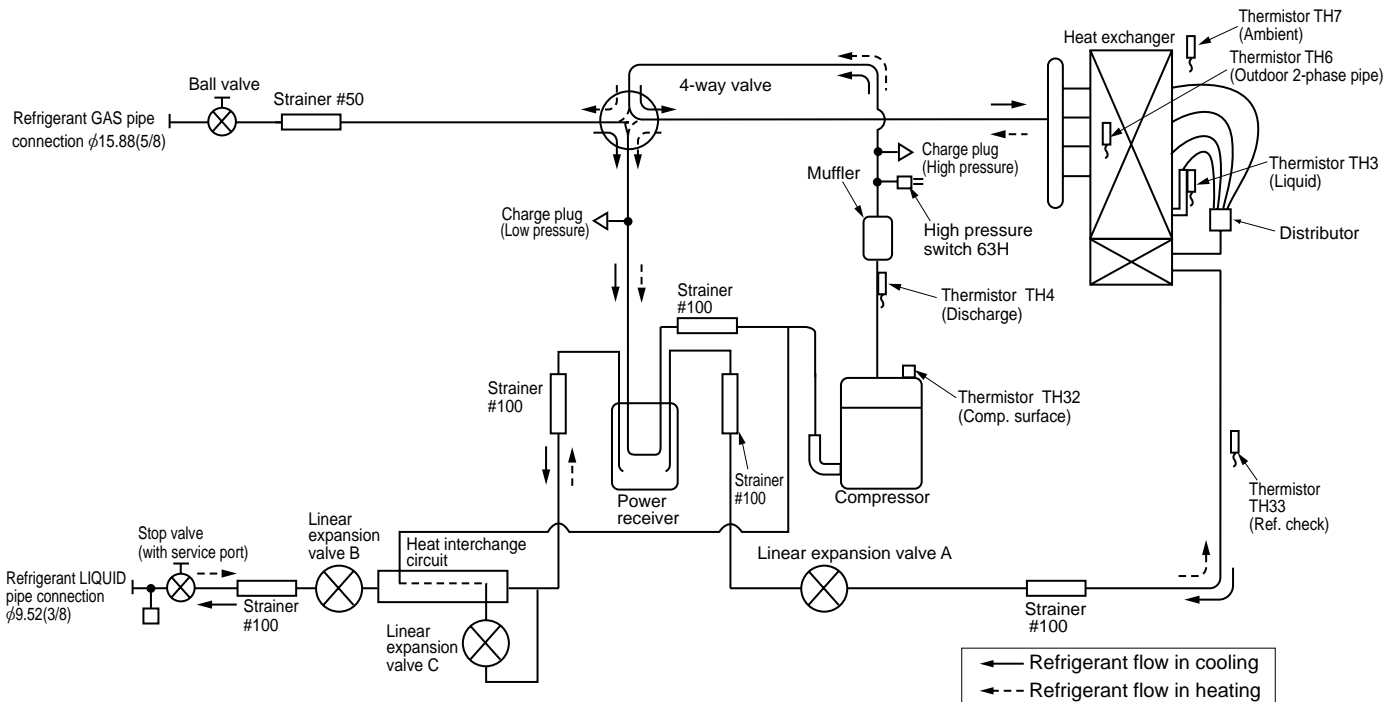 Heat exchanger
Thermistor TH7
(Ambient)
Thermistor TH6
(Outdoor 2-phase pipe)
4-way valve
Ball valve
Strainer #50
Refrigerant GAS pipe
connection ϕ15.88(5/8)
Charge plug
(High pressure)
Muffler
Thermistor TH3
(Liquid)
Charge plug
(Low pressure)
High pressure
switch 63H
Distributor
Strainer
#100
Thermistor TH4
(Discharge)
Strainer
#100
Thermistor TH32
(Comp. surface)
Strainer
#100
Power
receiver
Compressor
Thermistor
TH33
(Ref. check)
Linear
expansion
valve B
Stop valve
(with service port)
Heat interchange
circuit
Linear expansion valve A
Refrigerant LIQUID
pipe connection
ϕ9.52(3/8)
Strainer
#100
Strainer
#100
Linear
expansion
valve C
Refrigerant flow in cooling
Refrigerant flow in heating